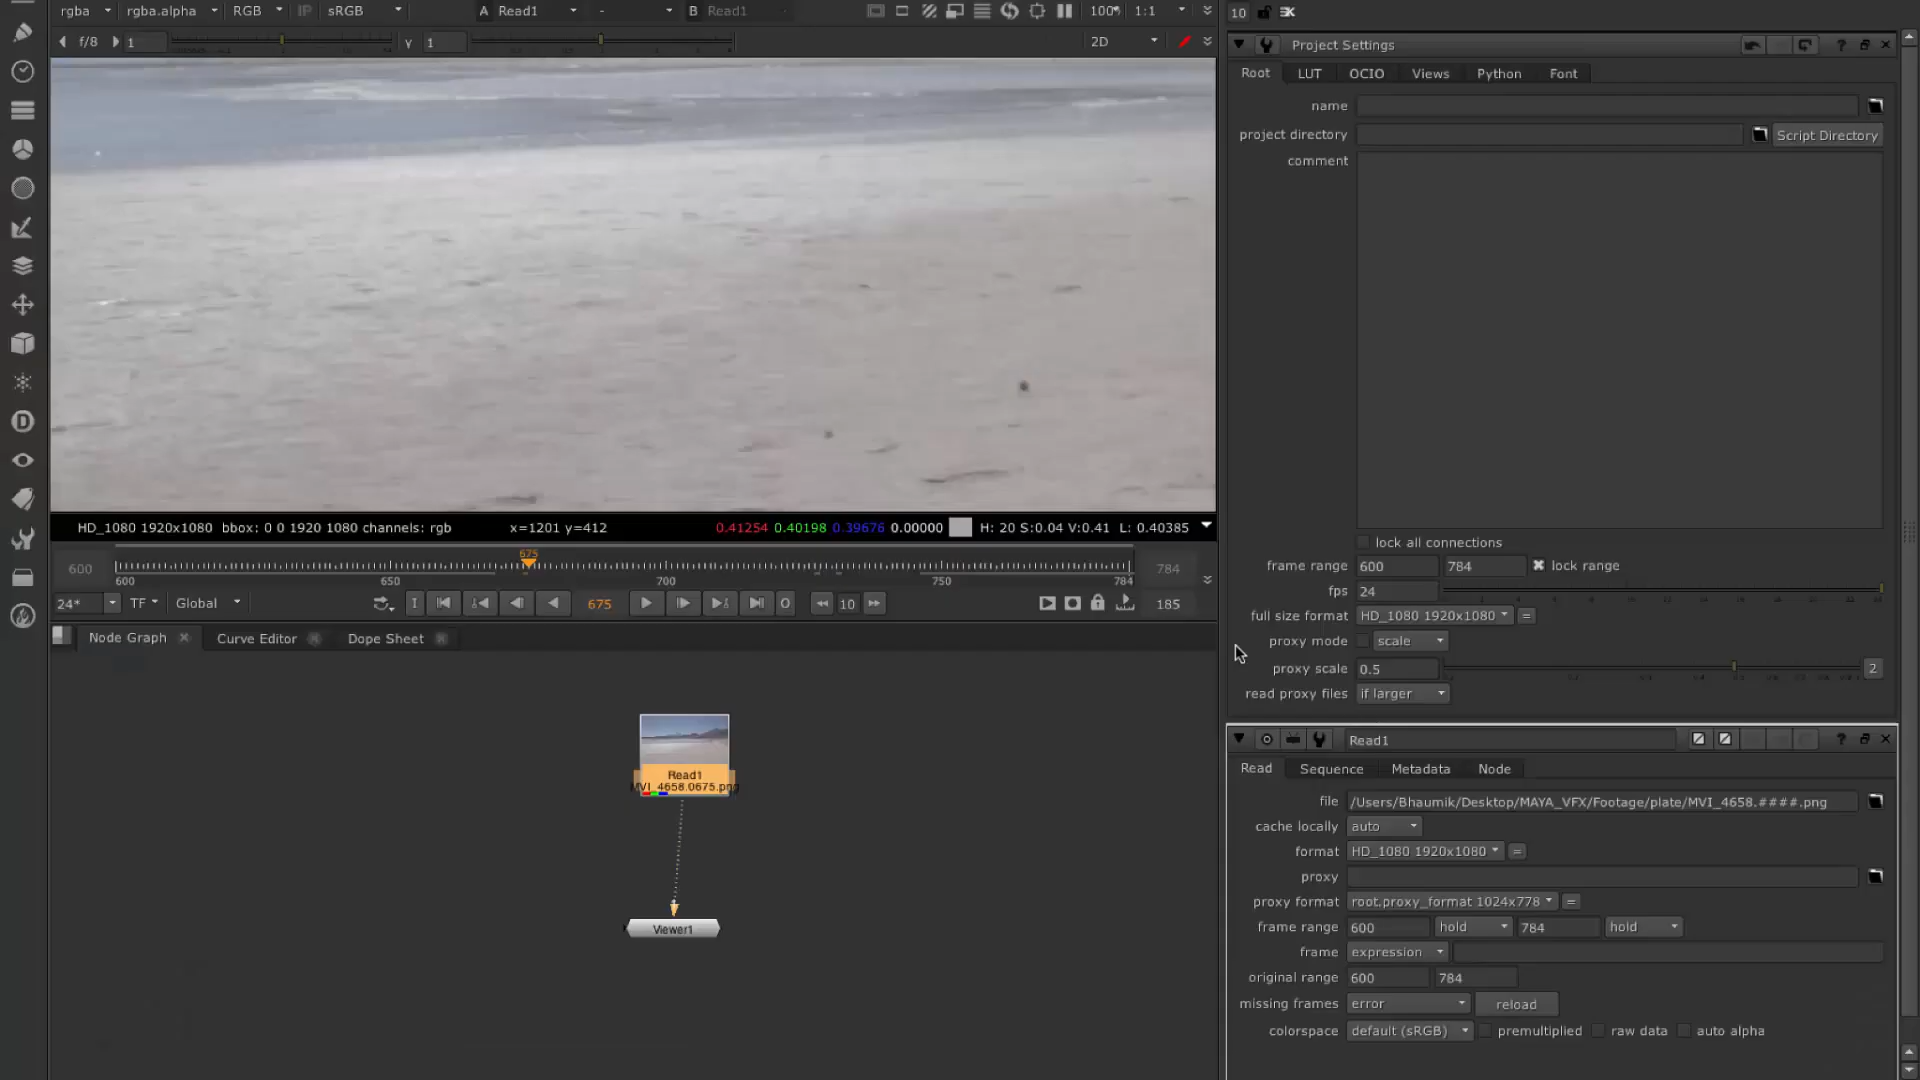 rgba rgba.alpha RGB IP sRGB A Read1 - B Read1 100% 1:1
f/8 1 γ 1 2D
10
Project Settings ?
Root LUT OCIO Views Python Font
name
project directory Script Directory
comment
HD_1080 1920x1080 bbox: 0 0 1920 1080 channels: rgb x=1201 y=412 0.41254 0.40198 0.39676 0.00000 H: 20 S:0.04 V:0.41 L: 0.40385
675
600 784
600 650 700 750 784
24* TF Global I 675 O 10 185
lock all connections
frame range 600 784 lock range
fps 24
full size format HD_1080 1920x1080 =
proxy mode scale
proxy scale 0.5 2
read proxy files if larger
Node Graph Curve Editor Dope Sheet
Read1
MVI_4658.0675.png
Viewer1
Read1 ?
Read Sequence Metadata Node
file /Users/Bhaumik/Desktop/MAYA_VFX/Footage/plate/MVI_4658.####.png
cache locally auto
format HD_1080 1920x1080 =
proxy
proxy format root.proxy_format 1024x778 =
frame range 600 hold 784 hold
frame expression
original range 600 784
missing frames error reload
colorspace default (sRGB) premultiplied raw data auto alpha